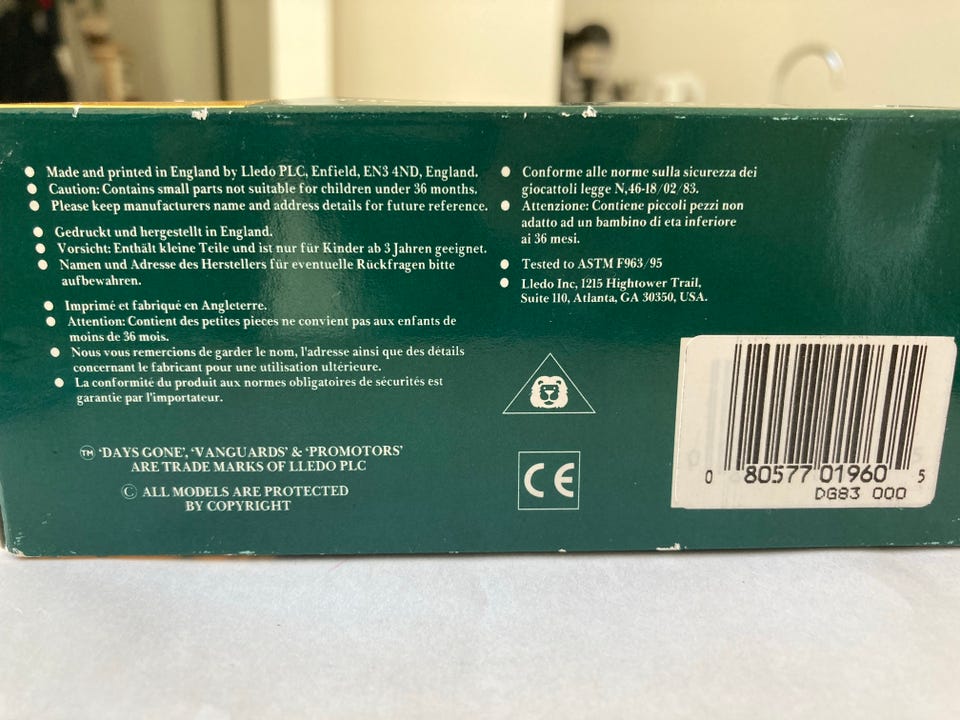 ● Made and printed in England by Lledo PLC, Enfield, EN3 4ND, England.
● Caution: Contains small parts not suitable for children under 36 months.
● Please keep manufacturers name and address details for future reference.
● Gedruckt und hergestellt in England.
● Vorsicht: Enthält kleine Teile und ist nur für Kinder ab 3 Jahren geeignet.
● Namen und Adresse des Herstellers für eventuelle Rückfragen bitte
aufbewahren.
● Imprimé et fabriqué en Angleterre.
● Attention: Contient des petites pieces ne convient pas aux enfants de
moins de 36 mois.
● Nous vous remercions de garder le nom, l'adresse ainsi que des détails
concernant le fabricant pour une utilisation ultérieure.
● La conformité du produit aux normes obligatoires de sécurités est
garantie par l'importateur.
TM 'DAYS GONE', 'VANGUARDS' & 'PROMOTORS'
ARE TRADE MARKS OF LLEDO PLC
© ALL MODELS ARE PROTECTED
BY COPYRIGHT
● Conforme alle norme sulla sicurezza dei
giocattoli legge N,46-18/02/83.
● Attenzione: Contiene piccoli pezzi non
adatto ad un bambino di eta inferiore
ai 36 mesi.
● Tested to ASTM F963/95
● Lledo Inc, 1215 Hightower Trail,
Suite 110, Atlanta, GA 30350, USA.
CE
0 80577 01960 5
DG83 000